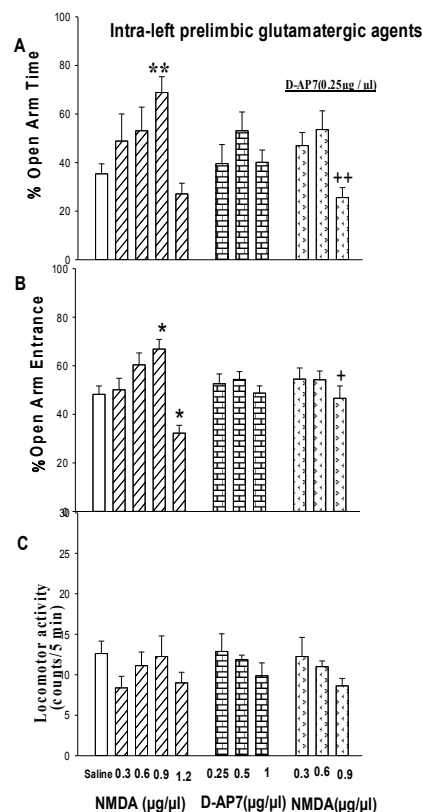 Intra-left prelimbic glutamatergic agents
A
% Open Arm Time
100
80
60
40
20
0
**
D-AP7(0.25µg / µl)
++
B
%Open Arm Entrance
100
80
60
40
20
0
*
*
+
C
Locomotor activity
(counts/5 min)
30
25
20
15
10
5
0
Saline 0.3 0.6 0.9 1.2 0.25 0.5 1 0.3 0.6 0.9
NMDA (µg/µl) D-AP7(µg/µl) NMDA(µg/µl)